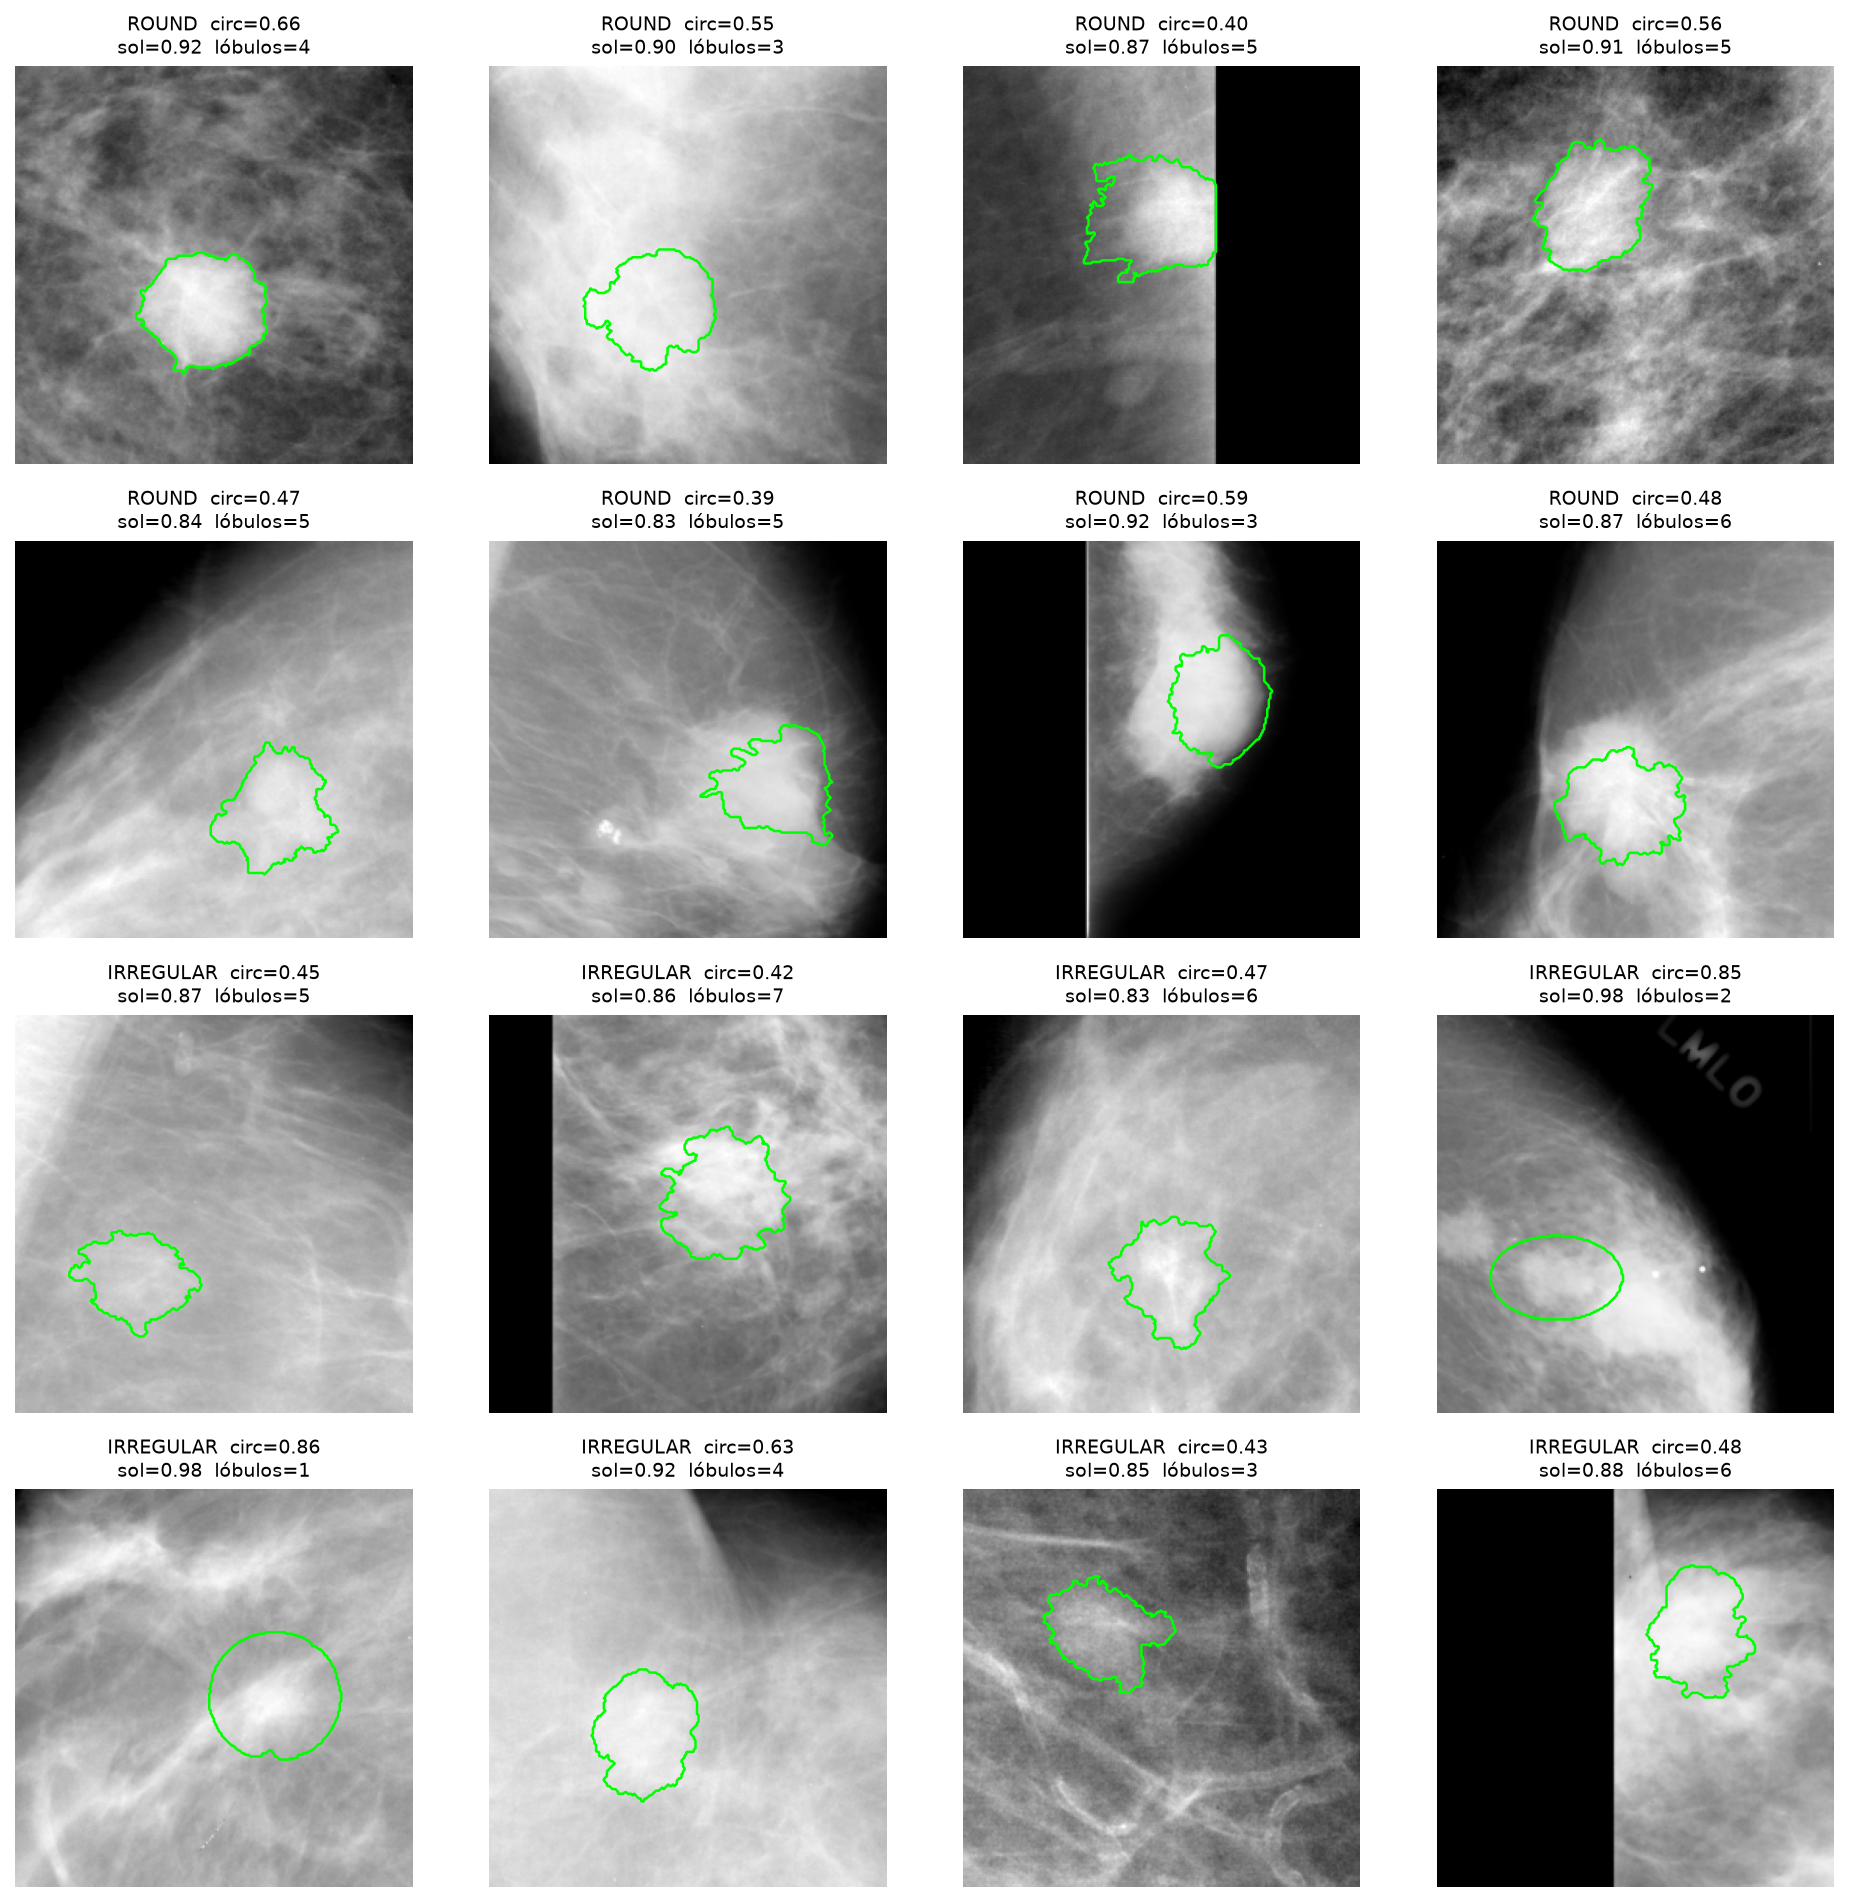 ROUND  circ=0.66
sol=0.92  lóbulos=4
ROUND  circ=0.55
sol=0.90  lóbulos=3
ROUND  circ=0.40
sol=0.87  lóbulos=5
ROUND  circ=0.56
sol=0.91  lóbulos=5
ROUND  circ=0.47
sol=0.84  lóbulos=5
ROUND  circ=0.39
sol=0.83  lóbulos=5
ROUND  circ=0.59
sol=0.92  lóbulos=3
ROUND  circ=0.48
sol=0.87  lóbulos=6
IRREGULAR  circ=0.45
sol=0.87  lóbulos=5
IRREGULAR  circ=0.42
sol=0.86  lóbulos=7
IRREGULAR  circ=0.47
sol=0.83  lóbulos=6
IRREGULAR  circ=0.85
sol=0.98  lóbulos=2
LMLO
IRREGULAR  circ=0.86
sol=0.98  lóbulos=1
IRREGULAR  circ=0.63
sol=0.92  lóbulos=4
IRREGULAR  circ=0.43
sol=0.85  lóbulos=3
IRREGULAR  circ=0.48
sol=0.88  lóbulos=6